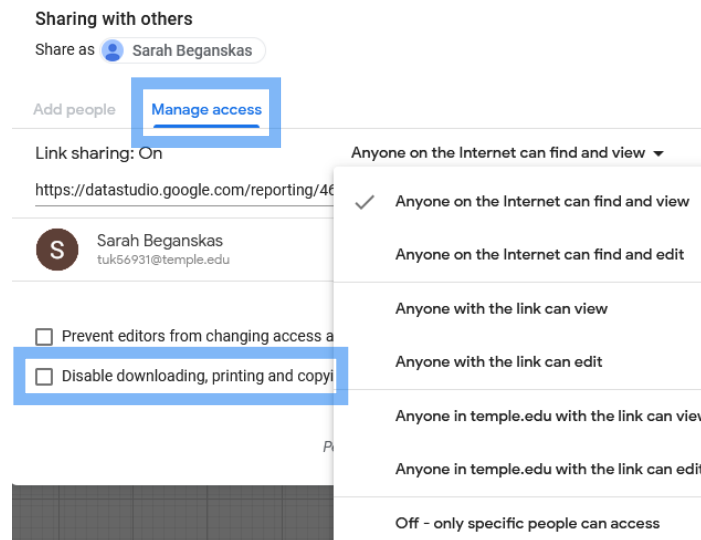 Sharing with others
Share as Sarah Beganskas
Add people Manage access
Link sharing: On Anyone on the Internet can find and view
https://datastudio.google.com/reporting/46
S
Sarah Beganskas
tuk56931@temple.edu
Prevent editors from changing access a
Disable downloading, printing and copyi
Anyone on the Internet can find and view
Anyone on the Internet can find and edit
Anyone with the link can view
Anyone with the link can edit
Anyone in temple.edu with the link can view
Anyone in temple.edu with the link can edit
Off - only specific people can access